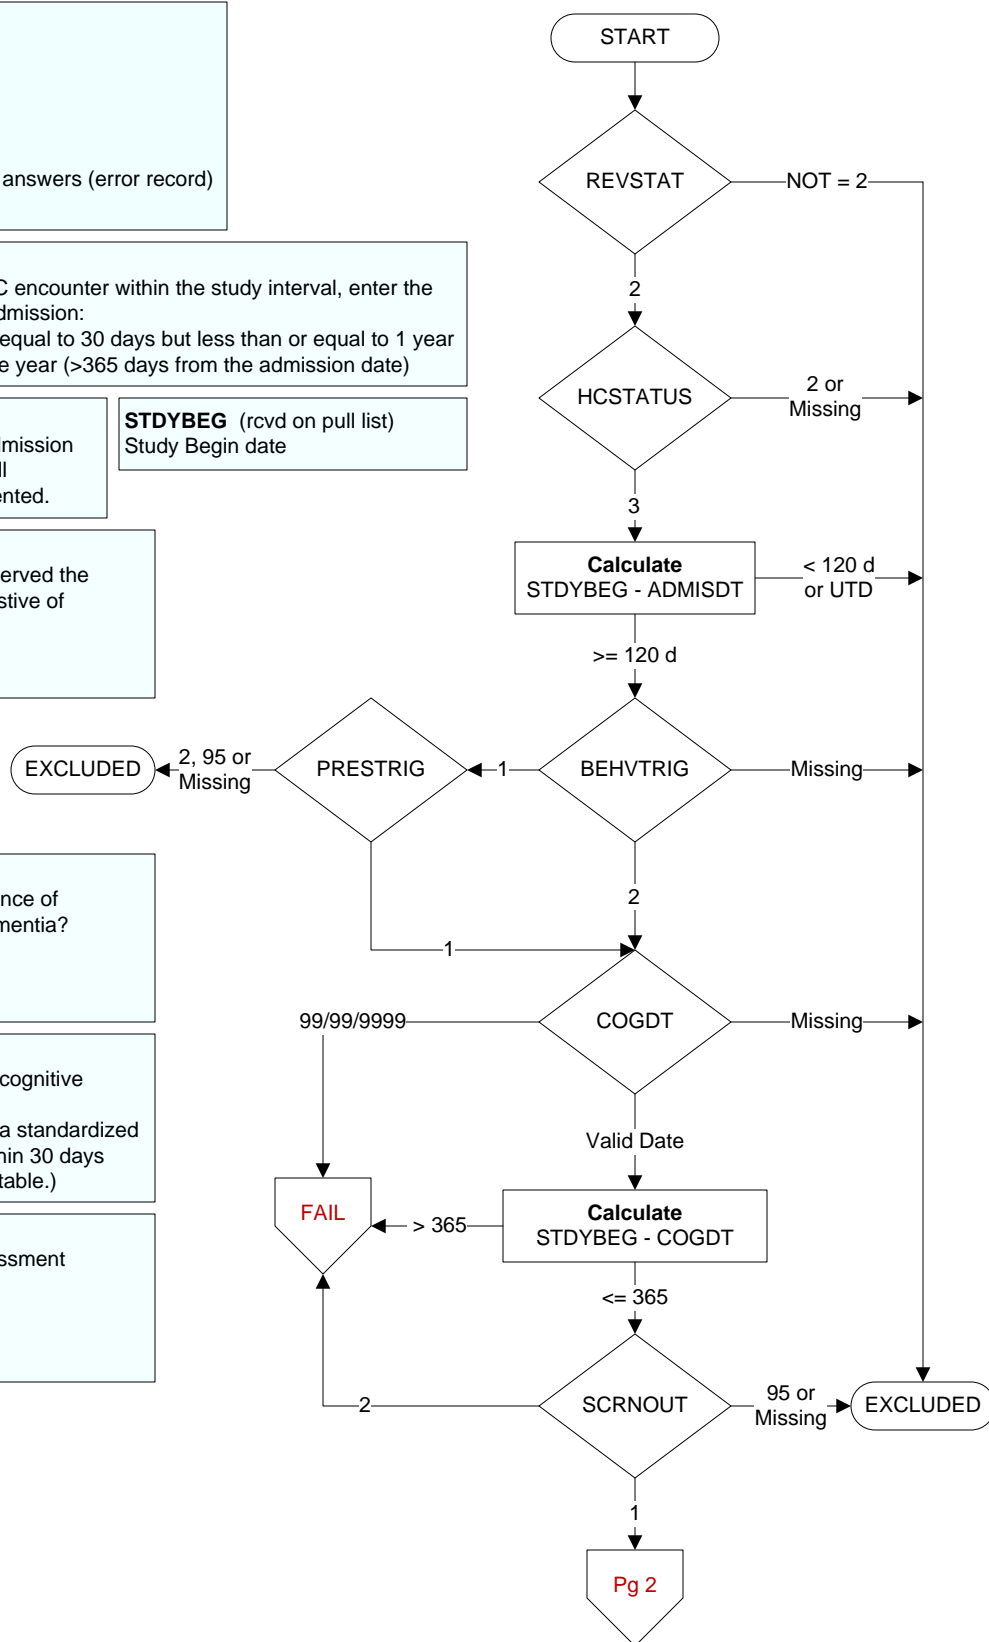 answers (error record)
C encounter within the study interval, enter the
dmission:
equal to 30 days but less than or equal to 1 year
e year (>365 days from the admission date)
dmission
ll
ented.
STDYBEG (rcvd on pull list)
Study Begin date
erved the
stive of
nce of
mentia?
cognitive
a standardized
hin 30 days
table.)
ssment
START
REVSTAT
NOT = 2
2
HCSTATUS
2 or
Missing
3
Calculate
STDYBEG - ADMISDT
< 120 d
or UTD
>= 120 d
EXCLUDED
2, 95 or
Missing
PRESTRIG
1
BEHVTRIG
Missing
2
1
99/99/9999
COGDT
Missing
Valid Date
FAIL
> 365
Calculate
STDYBEG - COGDT
<= 365
2
SCRNOUT
95 or
Missing
EXCLUDED
1
Pg 2